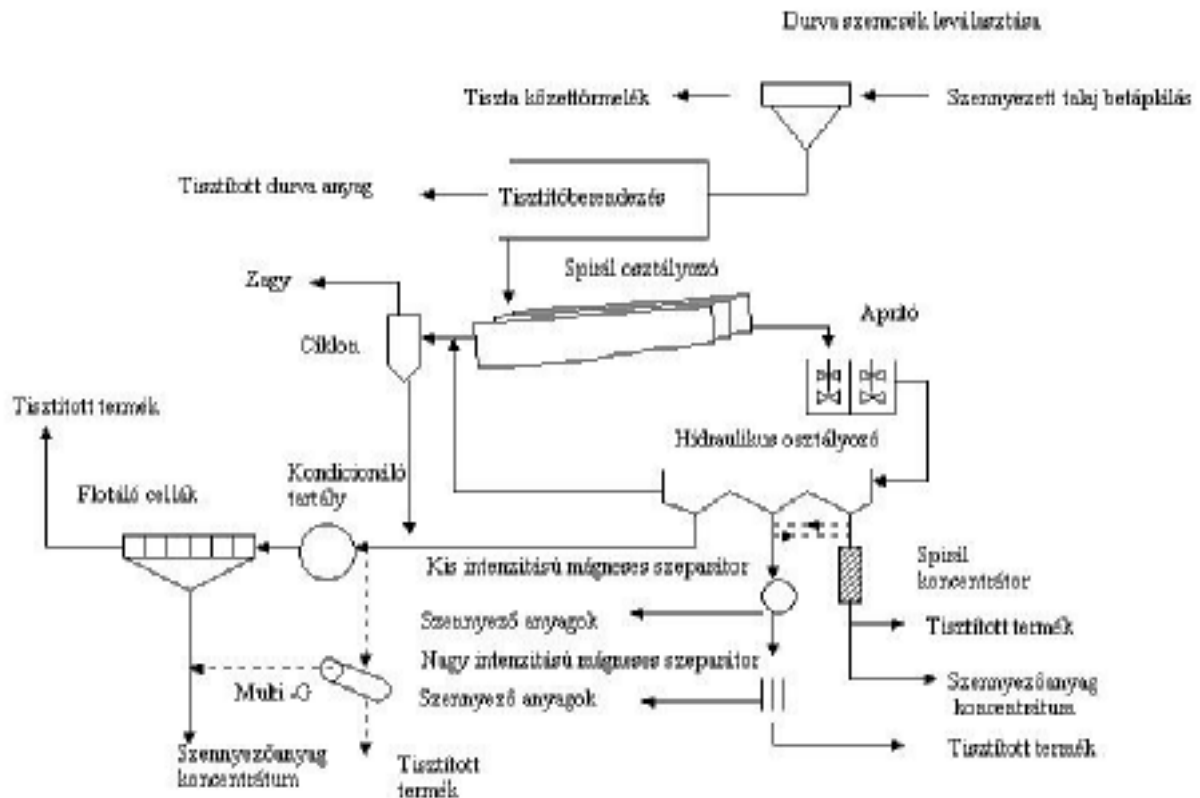 Durva szemcsék leválasztása
Tiszta kőzettörmelék
Szennyezett talaj betáplálás
Tisztított durva anyag
Tisztítóberendezés
Spirál osztályozó
Zagy
Ciklon
Aprító
Tisztított termék
Hidraulikus osztályozó
Kondicionáló
tartály
Flotáló cellák
Kis intenzitású mágneses szeparátor
Spirál
koncentrátor
Szennyező anyagok
Tisztított termék
Nagy intenzitású mágneses szeparátor
Multi -G
Szennyező anyagok
Szennyezőanyag
koncentrátum
Szennyezőanyag
koncentrátum
Tisztított
termék
Tisztított termék